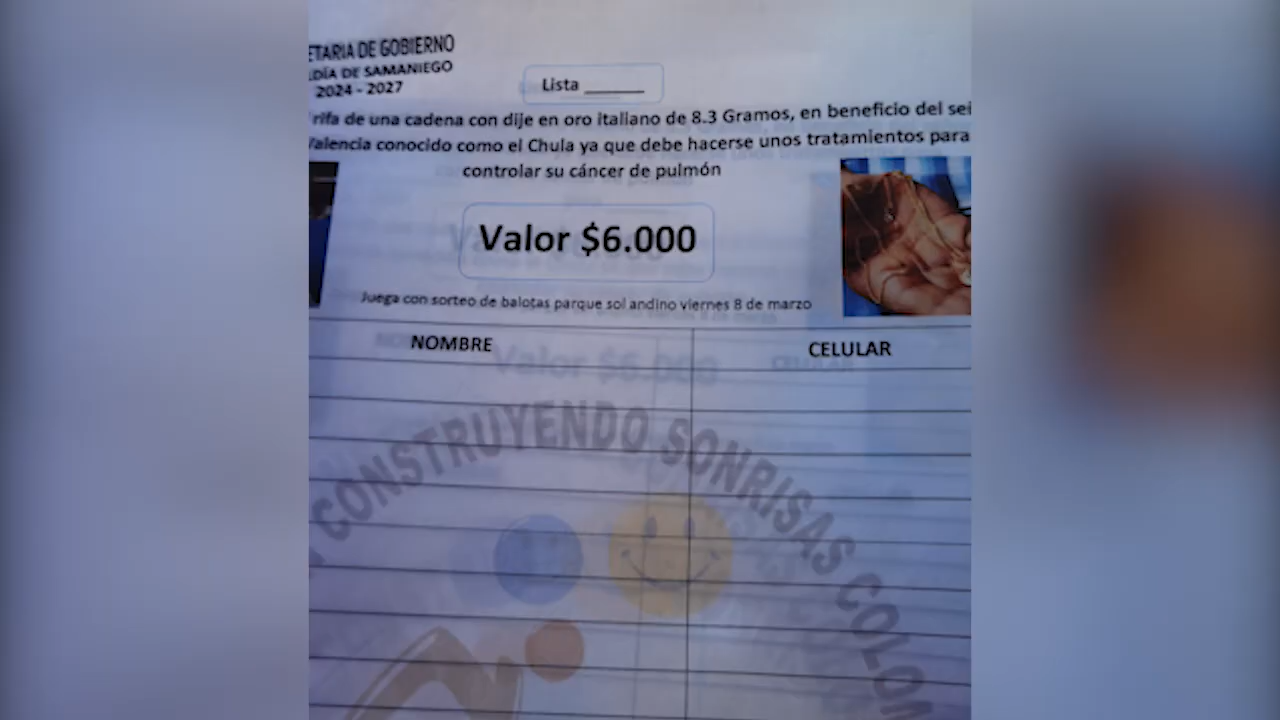 ETARIA DE GOBIERNO
DÍA DE SAMANIEGO
2024 - 2027
Lista ______
rifa de una cadena con dije en oro italiano de 8.3 Gramos, en beneficio del
Valencia conocido como el Chula ya que debe hacerse unos tratamientos para
controlar su cáncer de pulmón
Valor $6.000
Juega con sorteo de balotas parque sol andino viernes 8 de marzo
NOMBRE CELULAR
CONSTRUYENDO SONRISAS COLOM